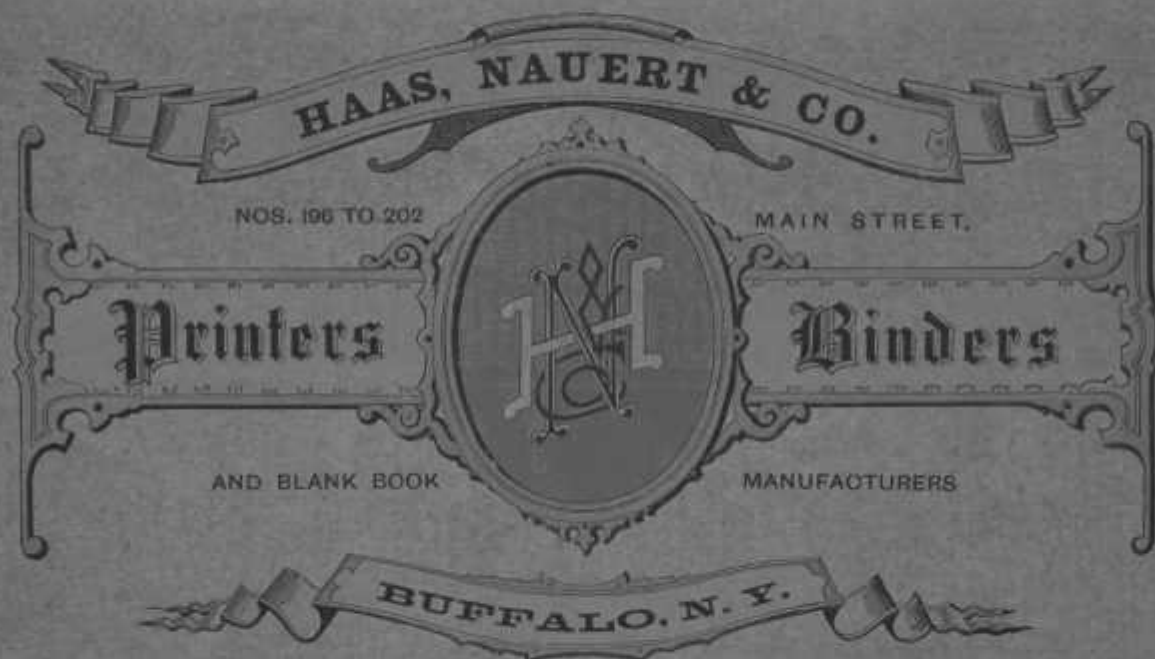 HAAS, NAUERT & CO.
NOS. 196 TO 202 MAIN STREET,
Printers Binders
AND BLANK BOOK MANUFACTURERS
BUFFALO, N. Y.